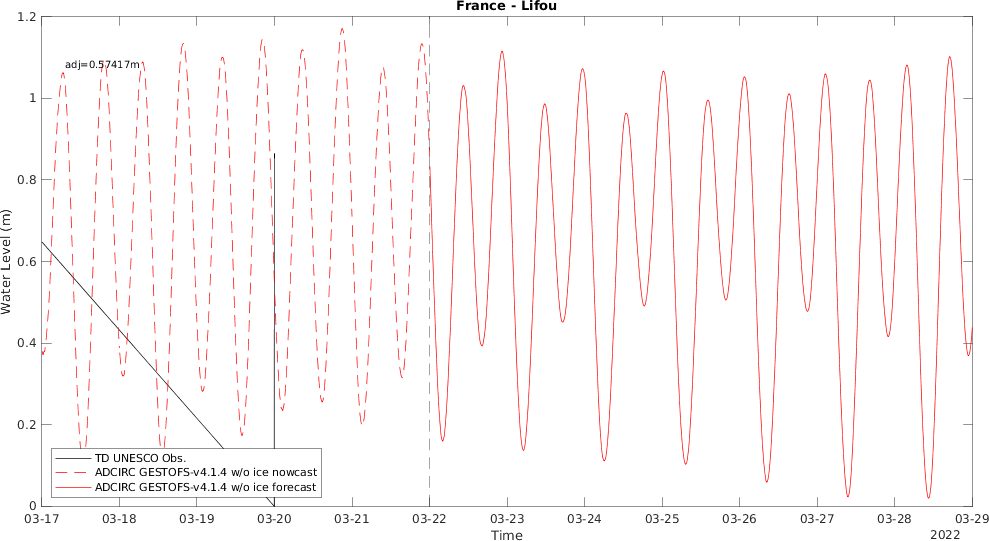 France - Lifou
adj=0.57417m
Water Level (m)
1.2
1
0.8
0.6
0.4
0.2
0
TD UNESCO Obs.
ADCIRC GESTOFS-v4.1.4 w/o ice nowcast
ADCIRC GESTOFS-v4.1.4 w/o ice forecast
03-17 03-18 03-19 03-20 03-21 03-22 03-23 03-24 03-25 03-26 03-27 03-28 03-29
Time
2022